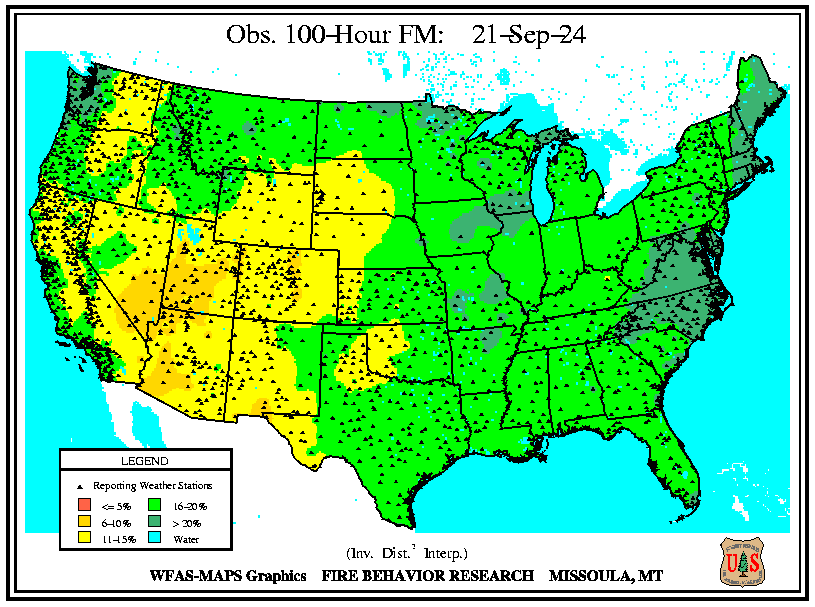 Obs. 100-Hour FM: 21-Sep-24
LEGEND
Reporting Weather Stations
<= 5% 16-20%
6-10% > 20%
11-15% Water
(Inv. Dist.² Interp.)
WFAS-MAPS Graphics FIRE BEHAVIOR RESEARCH MISSOULA, MT
U S